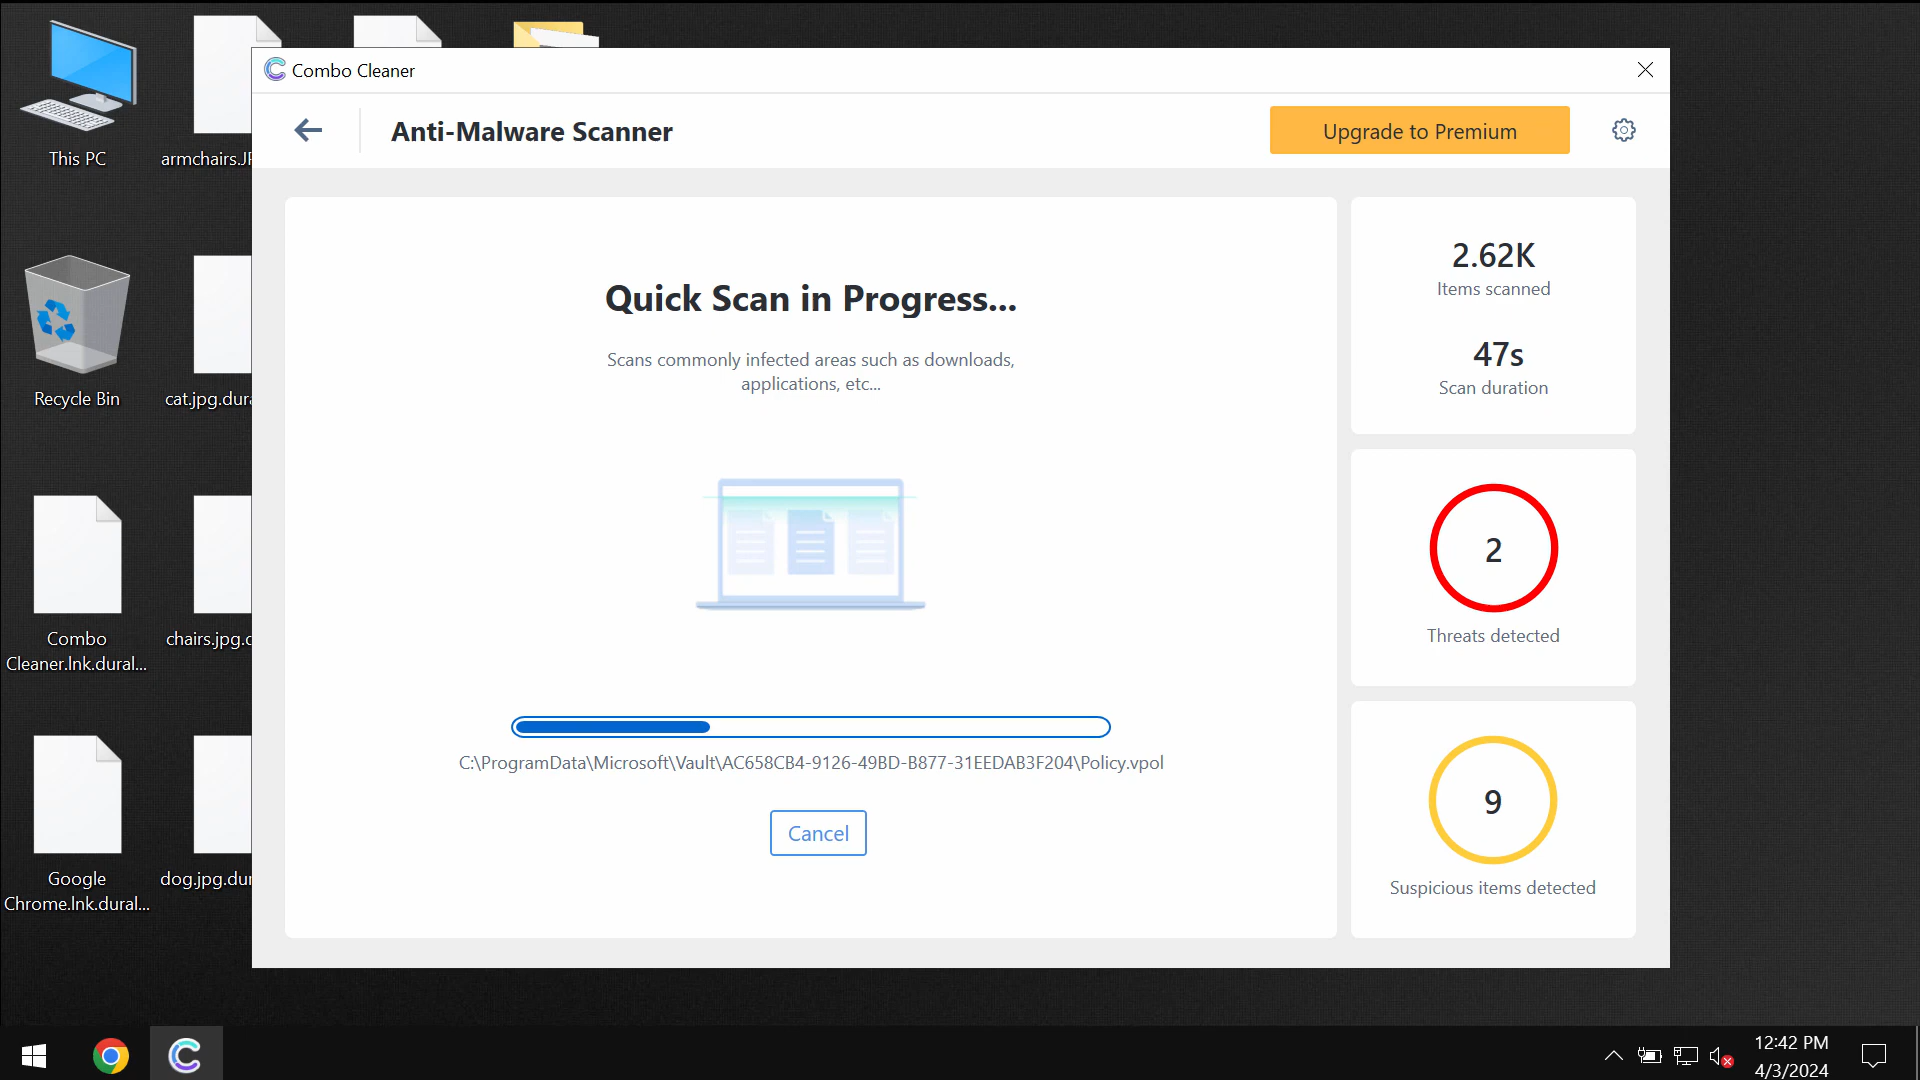 Combo Cleaner
Anti-Malware Scanner
Upgrade to Premium
This PC
armchairs.JP
Quick Scan in Progress...
Scans commonly infected areas such as downloads,
applications, etc...
2.62K
Items scanned
47s
Scan duration
Recycle Bin
cat.jpg.dura
2
Threats detected
Combo
Cleaner.lnk.dural...
chairs.jpg.d
C:\ProgramData\Microsoft\Vault\AC658CB4-9126-49BD-B877-31EEDAB3F204\Policy.vpol
Cancel
9
Suspicious items detected
Google
Chrome.lnk.dural...
dog.jpg.dur
12:42 PM
4/3/2024